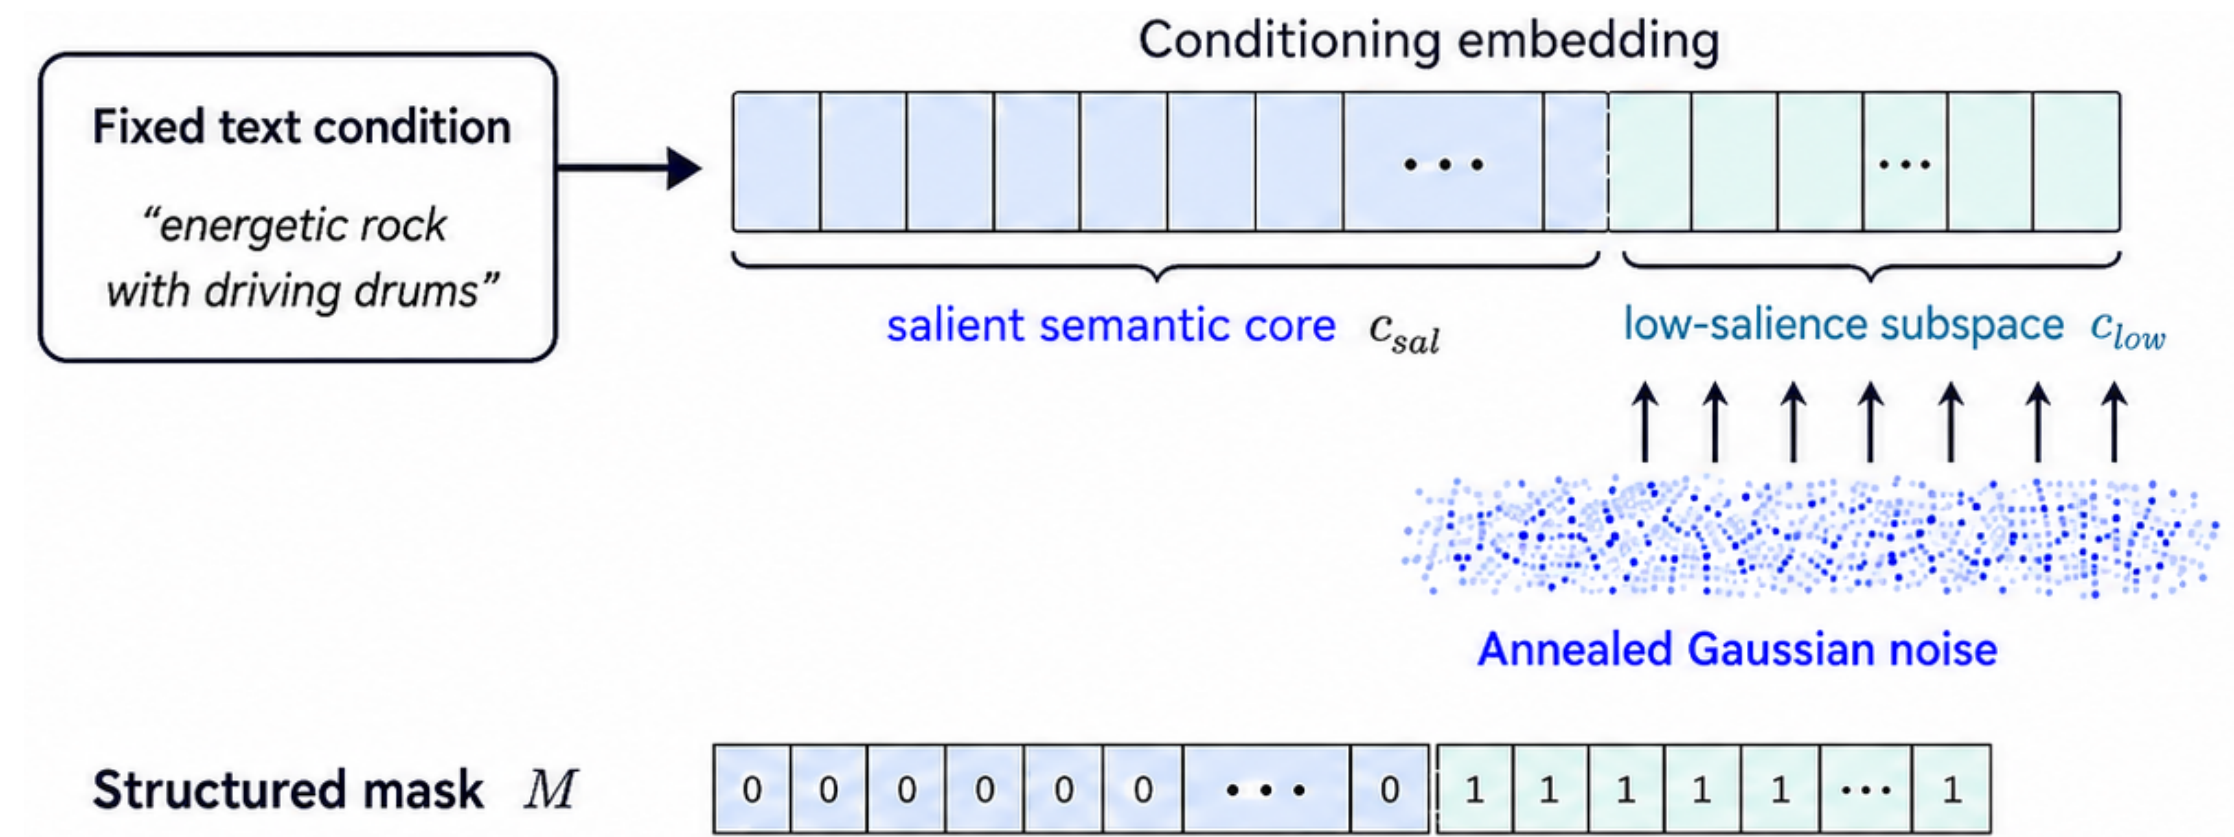 Conditioning embedding
Fixed text condition
“energetic rock
with driving drums”
...
...
salient semantic core c_sal
low-salience subspace c_low
Annealed Gaussian noise
Structured mask M
0 0 0 0 0 0 ... 0 1 1 1 1 1 ... 1